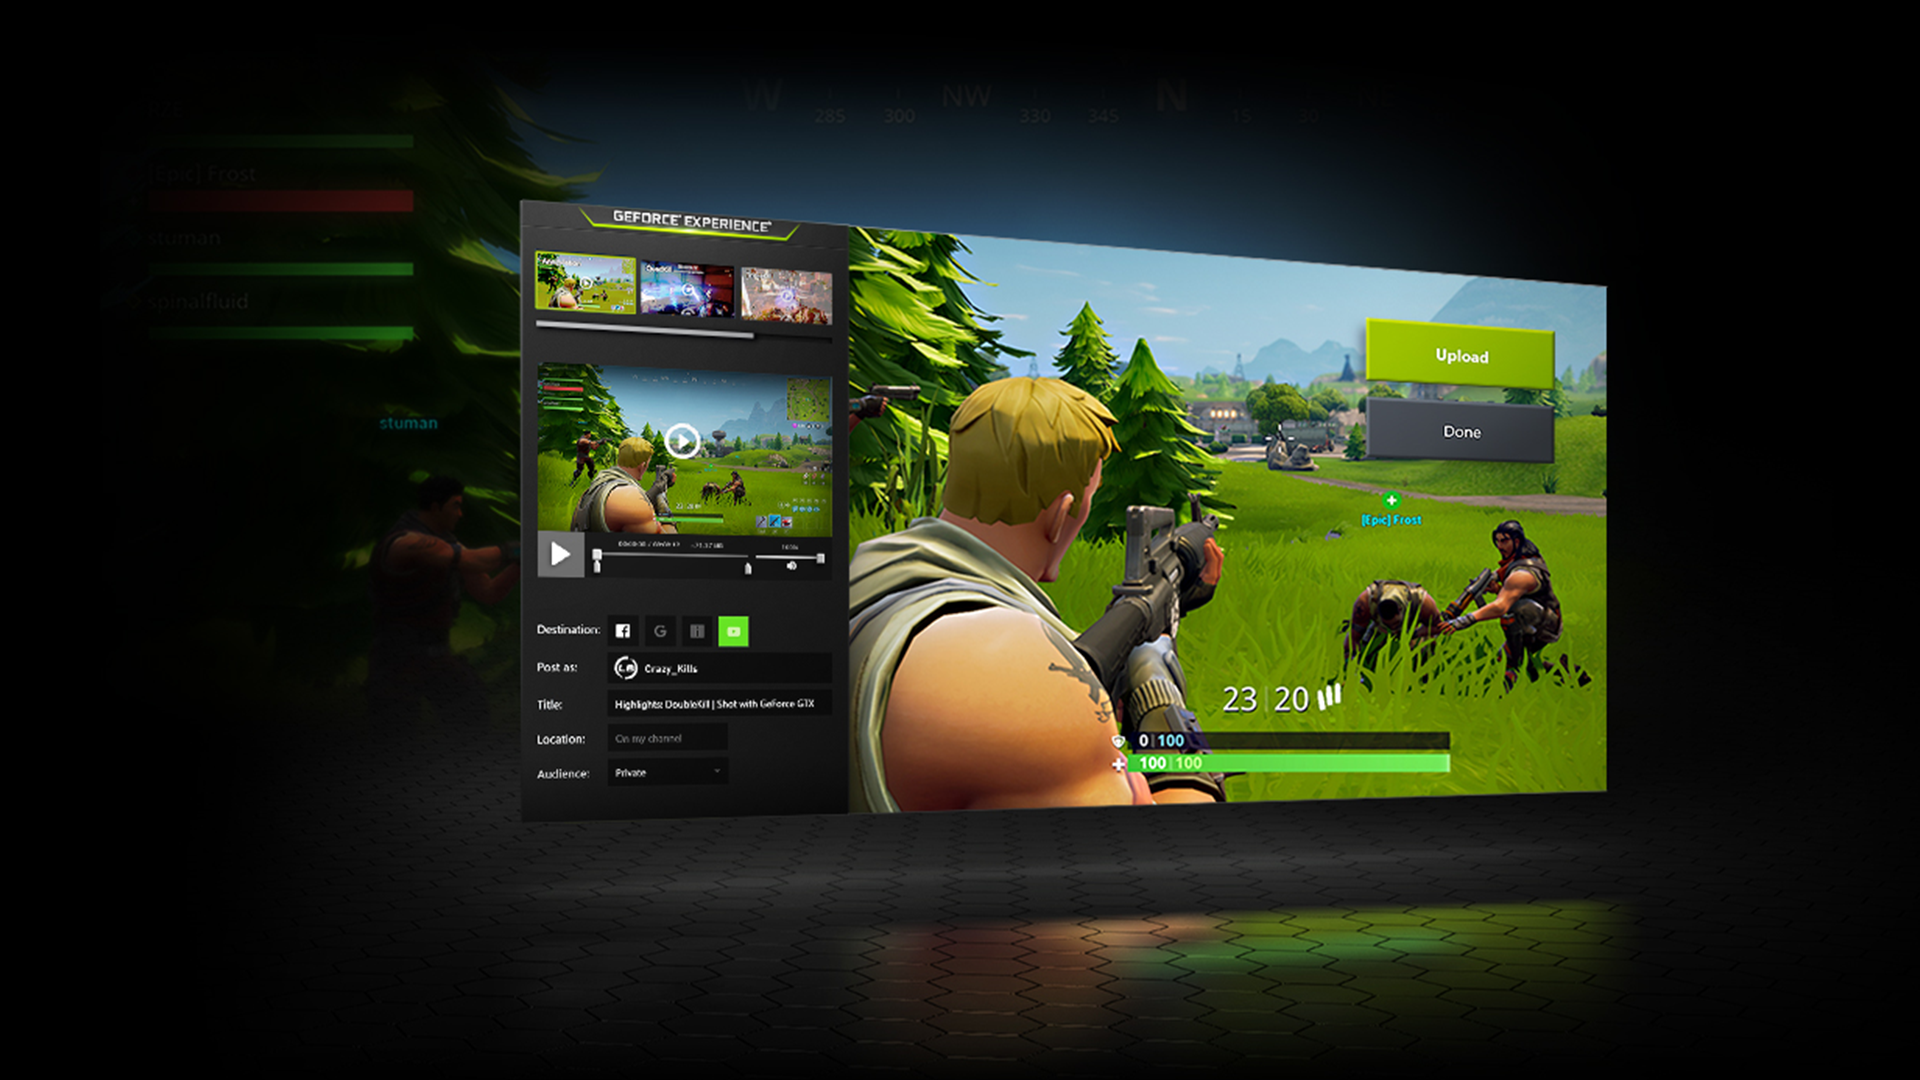 W NW N
285 300 330 345 15 30
[Epic] Frost
stuman
spinalfluid
stuman
GEFORCE EXPERIENCE
Destination:
Post as: Crazy_Kills
Title: Highlights: DoubleKill | Shot with GeForce GTX
Location: On my channel
Audience: Private
Upload
Done
[Epic] Frost
23 | 20
0 | 100
100 | 100